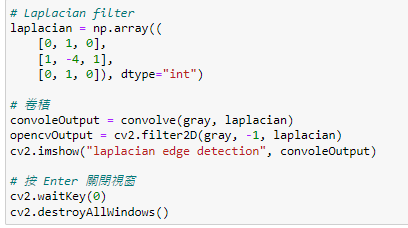 # Laplacian filter
laplacian = np.array((
    [0, 1, 0],
    [1, -4, 1],
    [0, 1, 0]), dtype="int")

# 卷積
convoleOutput = convolve(gray, laplacian)
opencvOutput = cv2.filter2D(gray, -1, laplacian)
cv2.imshow("laplacian edge detection", convoleOutput)

# 按 Enter 關閉視窗
cv2.waitKey(0)
cv2.destroyAllWindows()